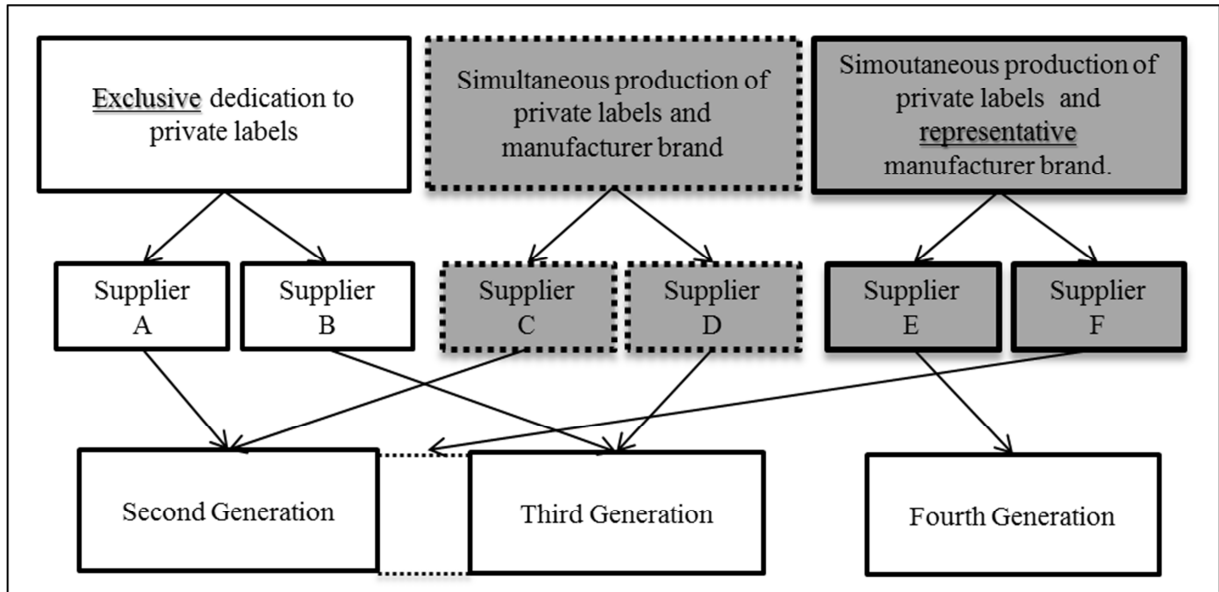 Exclusive dedication to
private labels
Simultaneous production of
private labels and
manufacturer brand
Simoutaneous production of
private labels and
representative
manufacturer brand.
Supplier
A
Supplier
B
Supplier
C
Supplier
D
Supplier
E
Supplier
F
Second Generation
Third Generation
Fourth Generation